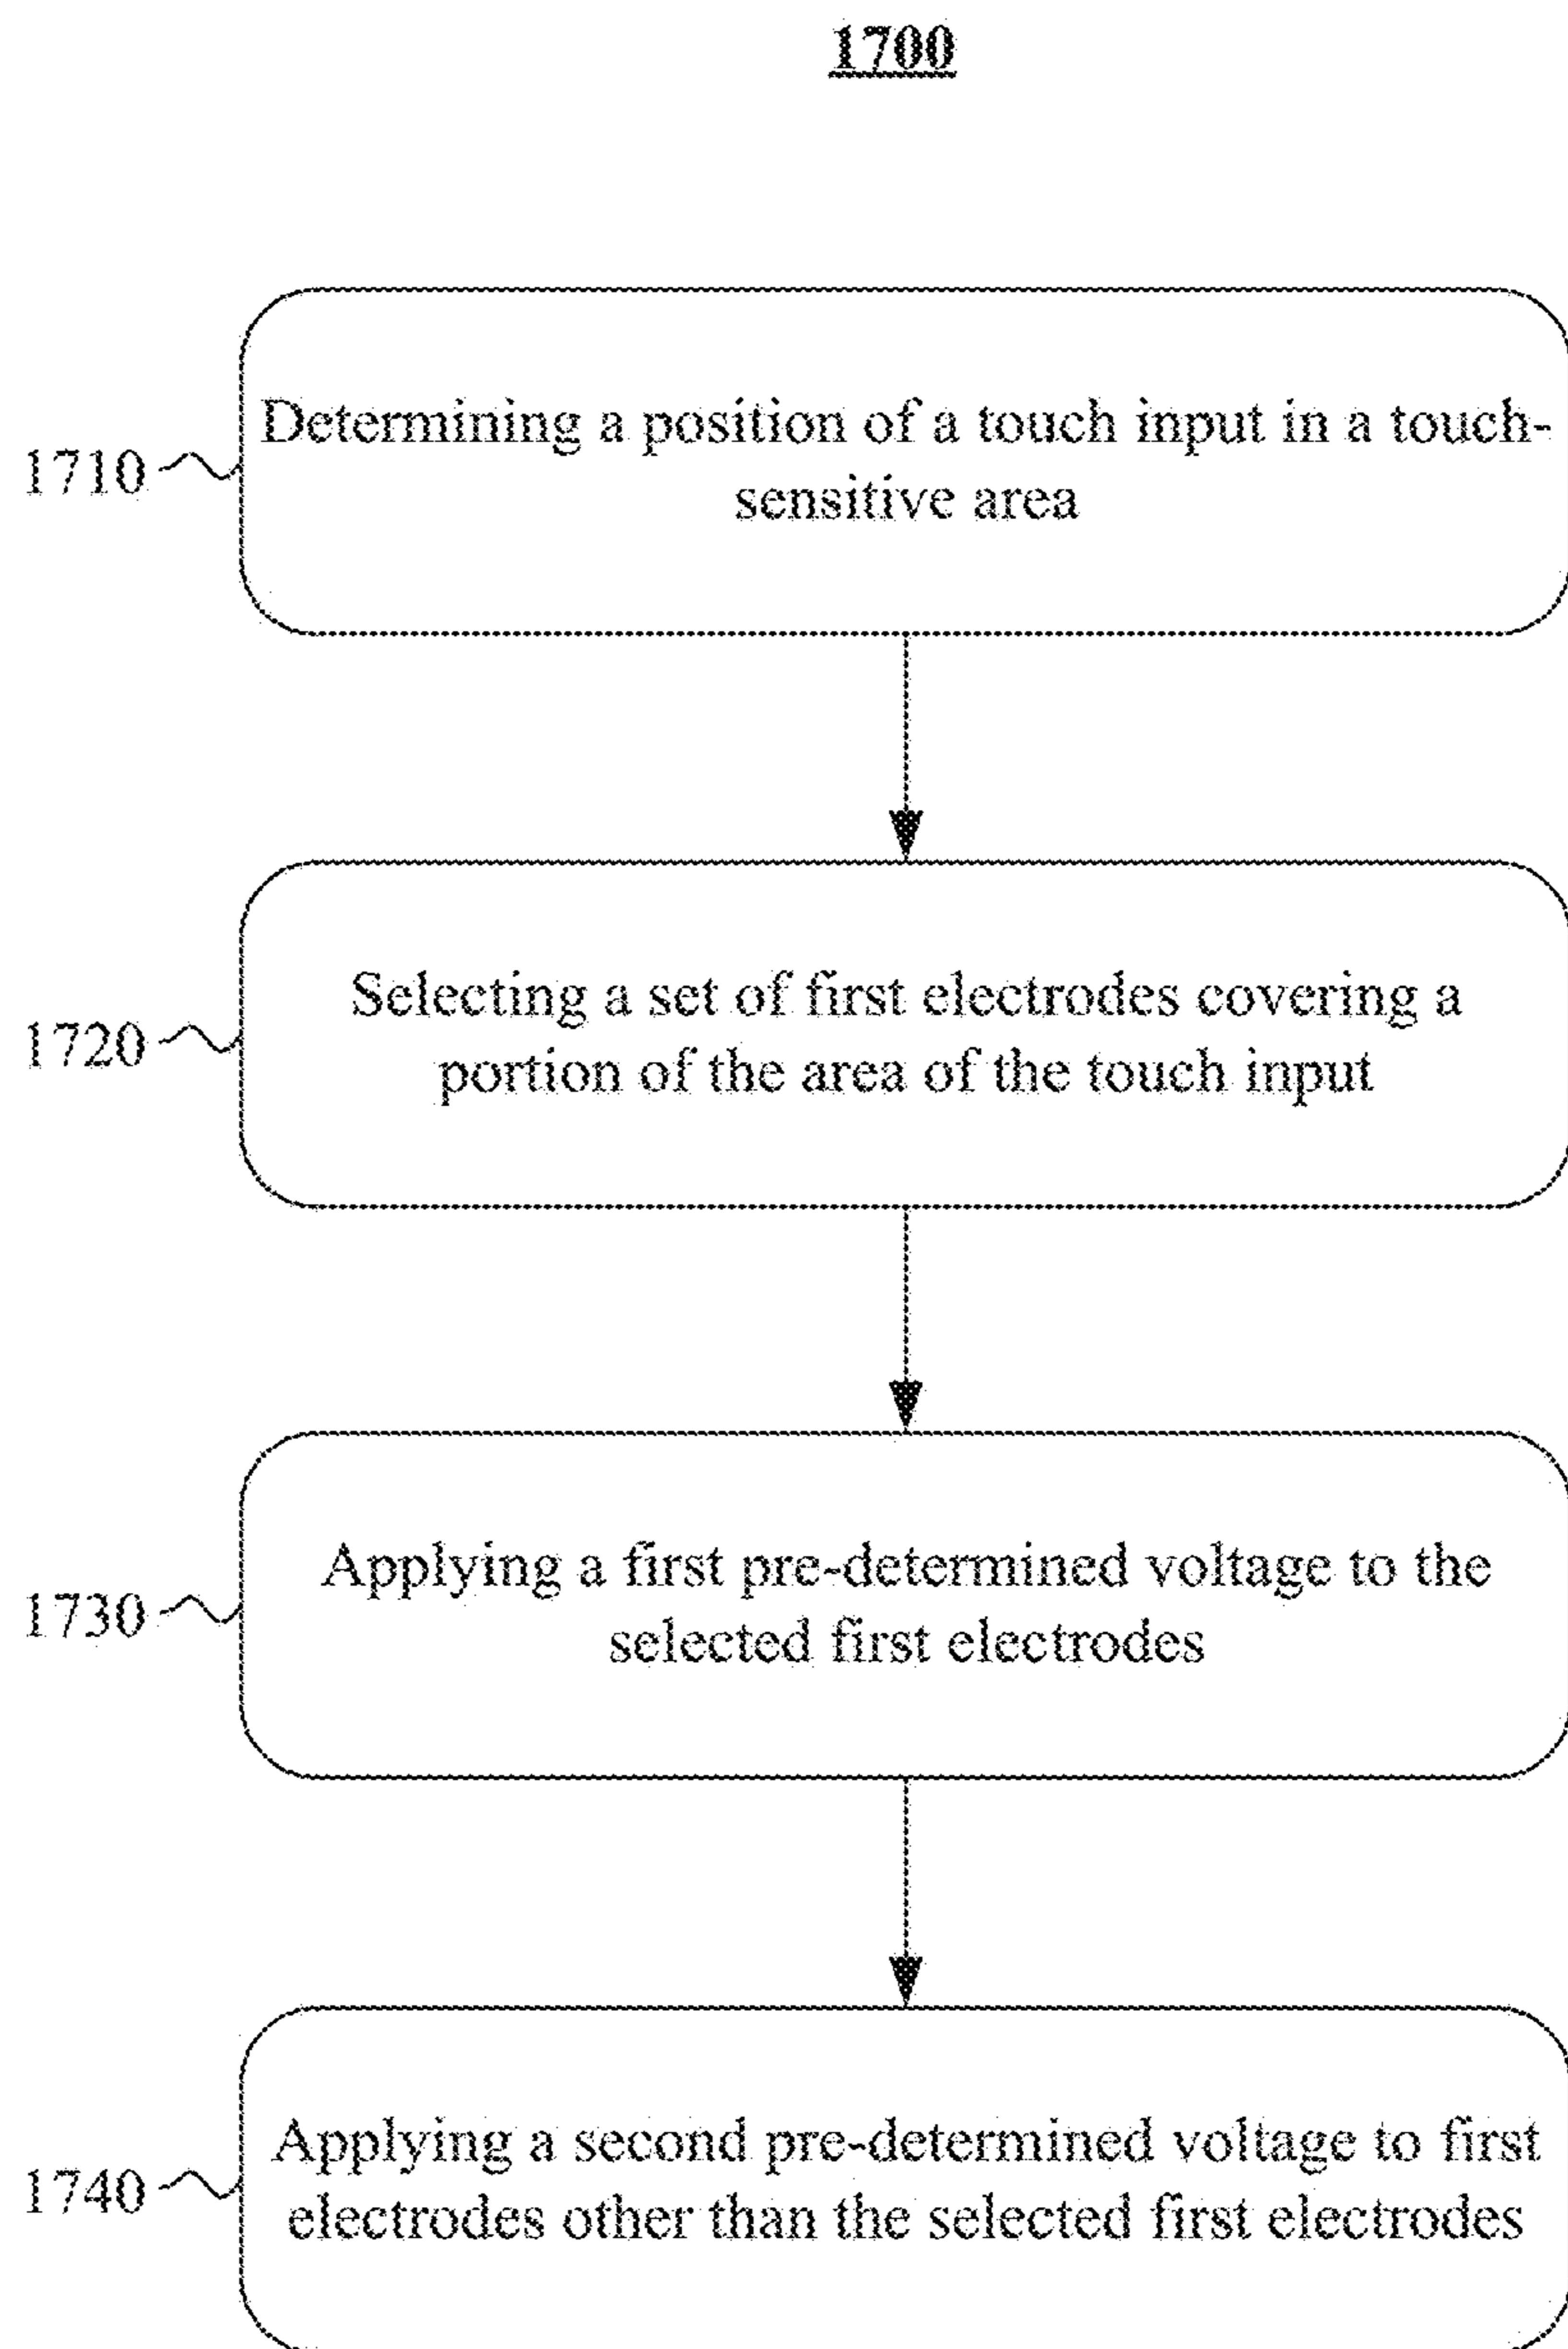 1700
1710
Determining a position of a touch input in a touch-
sensitive area
1720
Selecting a set of first electrodes covering a
portion of the area of the touch input
1730
Applying a first pre-determined voltage to the
selected first electrodes
1740
Applying a second pre-determined voltage to first
electrodes other than the selected first electrodes